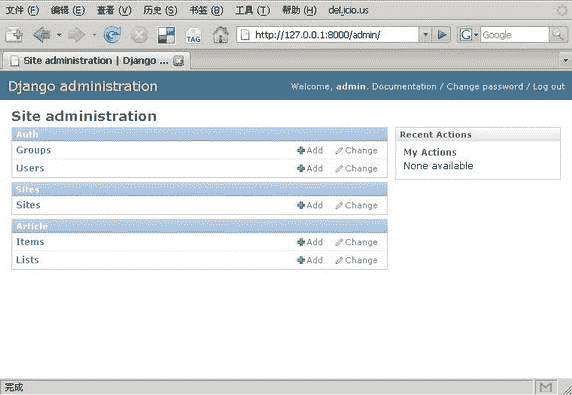 文件 (F) 编辑 (E) 查看 (V) 历史 (S) 书签 (B) 工具 (T) 帮助 (H) del.icio.us
TAG http://127.0.0.1:8000/admin/ G Google
Site administration | Django ...
Django administration Welcome, admin. Documentation / Change password / Log out
Site administration
Auth Recent Actions
Groups Add Change My Actions
Users Add Change None available
Sites
Sites Add Change
Article
Items Add Change
Lists Add Change
完成